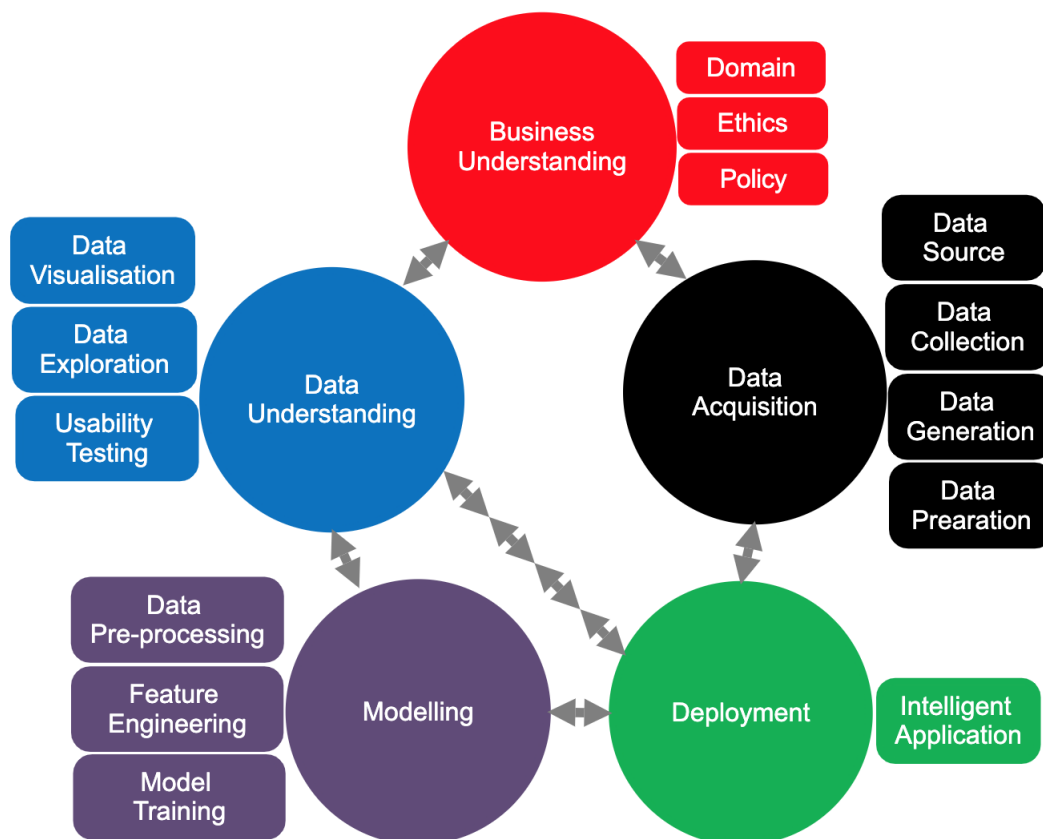 Business
Understanding
Domain
Ethics
Policy
Data
Source
Data
Collection
Data
Generation
Data
Prearation
Data
Acquisition
Data
Visualisation
Data
Exploration
Usability
Testing
Data
Understanding
Data
Pre-processing
Feature
Engineering
Model
Training
Modelling
Deployment
Intelligent
Application